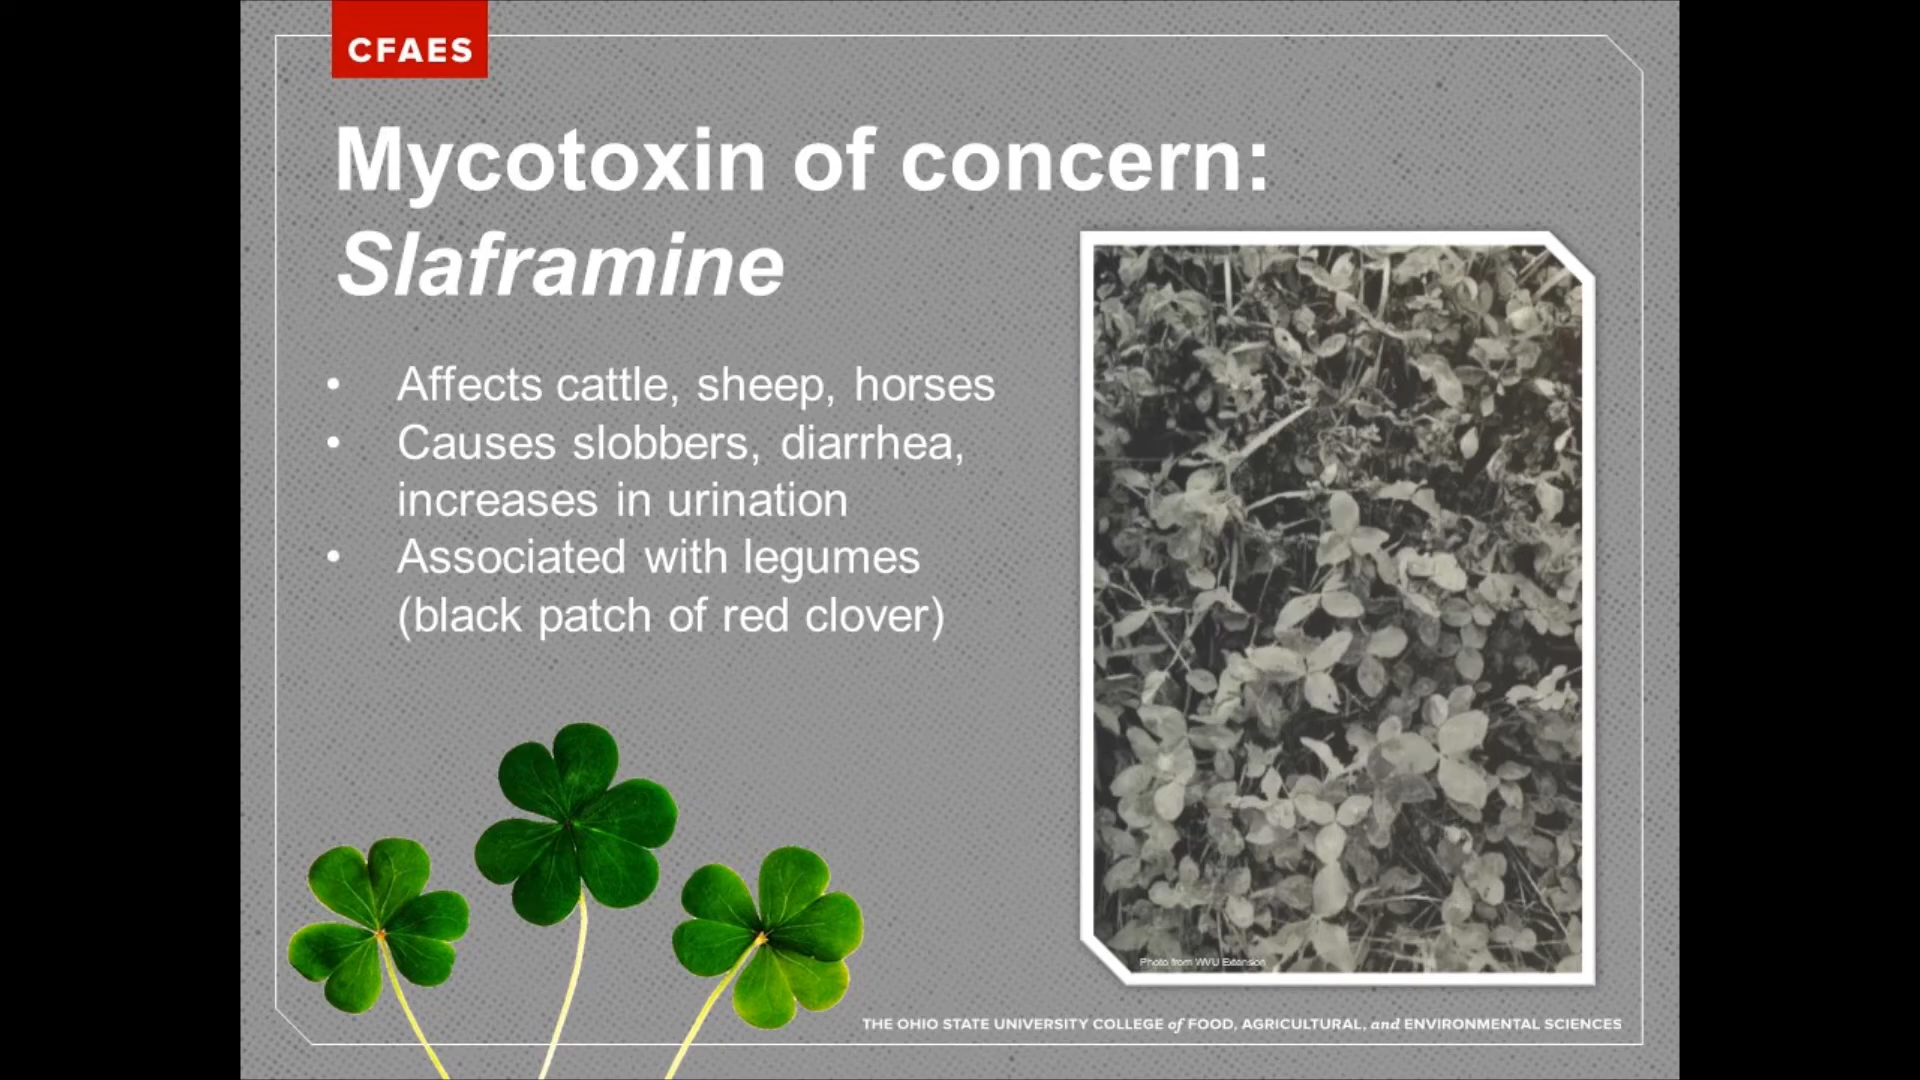 CFAES
Mycotoxin of concern:
Slaframine
• Affects cattle, sheep, horses
• Causes slobbers, diarrhea,
increases in urination
• Associated with legumes
(black patch of red clover)
Photo from WVU Extension
THE OHIO STATE UNIVERSITY COLLEGE of FOOD, AGRICULTURAL, and ENVIRONMENTAL SCIENCES